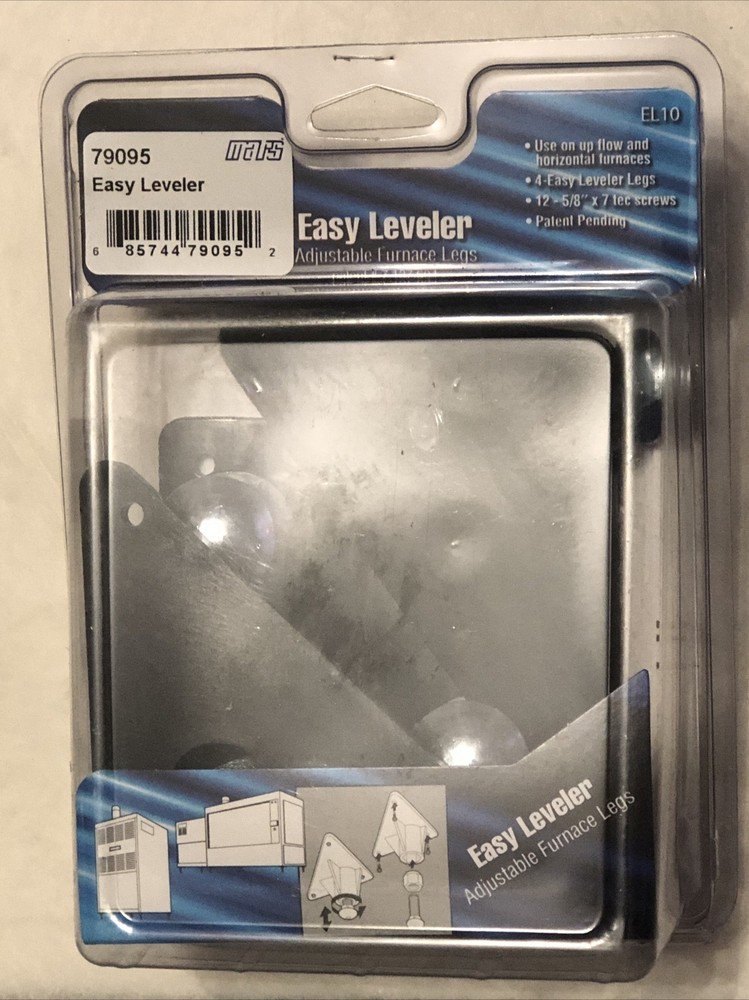 79095
mars
Easy Leveler
6 85744 79095 2
EL10
• Use on up flow and
horizontal furnaces
• 4-Easy Leveler Legs
• 12 - 5/8" x 7 tec screws
• Patent Pending
Easy Leveler
Adjustable Furnace Legs
Easy Leveler
Adjustable Furnace Legs